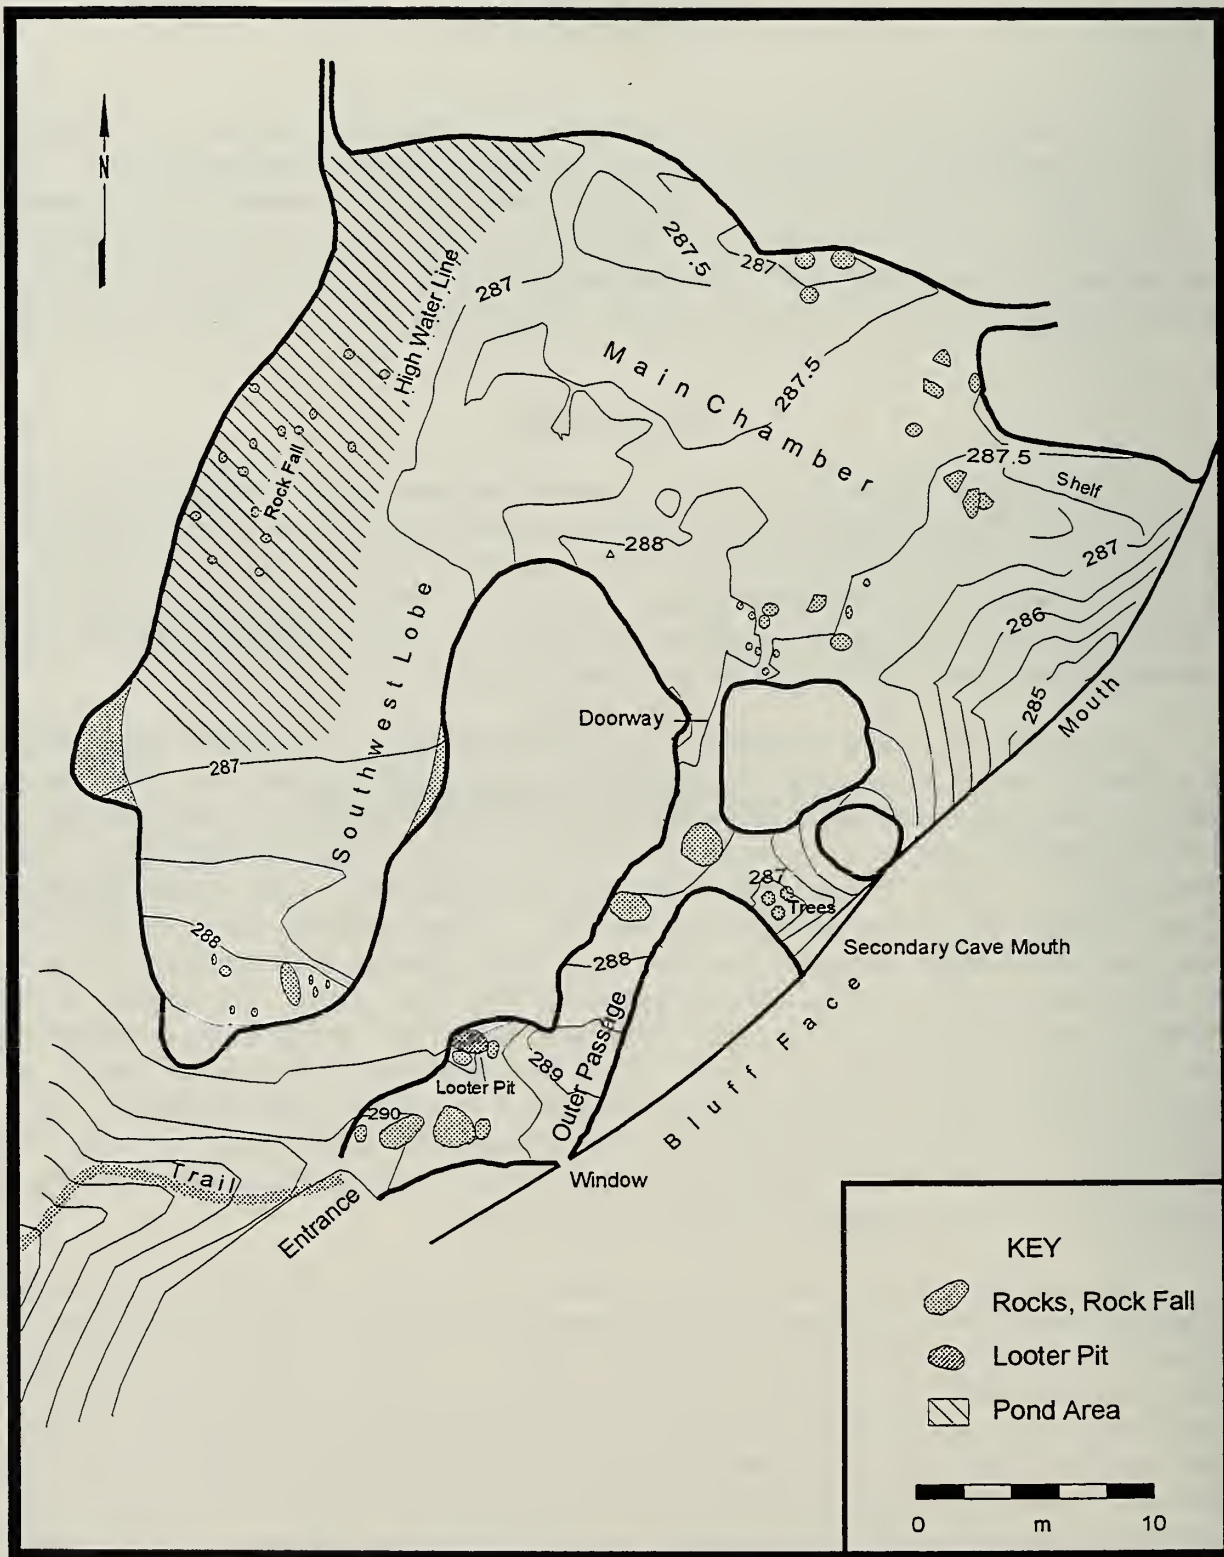 N
High Water Line
287
287.5
287
Main Chamber
287.5
Rock Fall
287.5
Shelf
288
287
286
285
Mouth
Southwest Lobe
Doorway
287
287
Trees
288
288
Secondary Cave Mouth
Bluff Face
289
Outer Passage
Looter Pit
290
Trail
Window
Entrance
KEY
Rocks, Rock Fall
Looter Pit
Pond Area
0 m 10